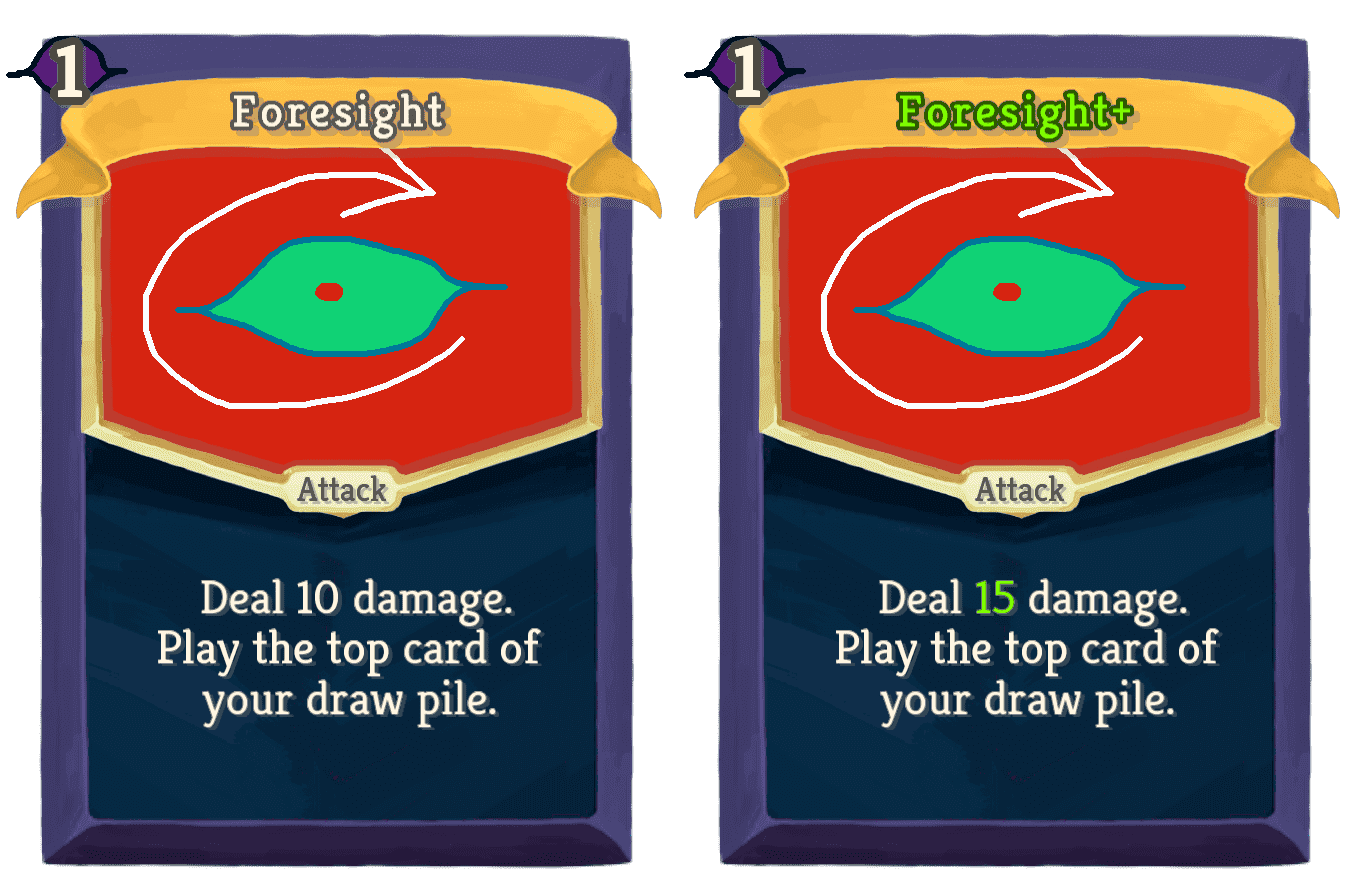 1
Foresight
Attack
Deal 10 damage.
Play the top card of
your draw pile.
1
Foresight+
Attack
Deal 15 damage.
Play the top card of
your draw pile.